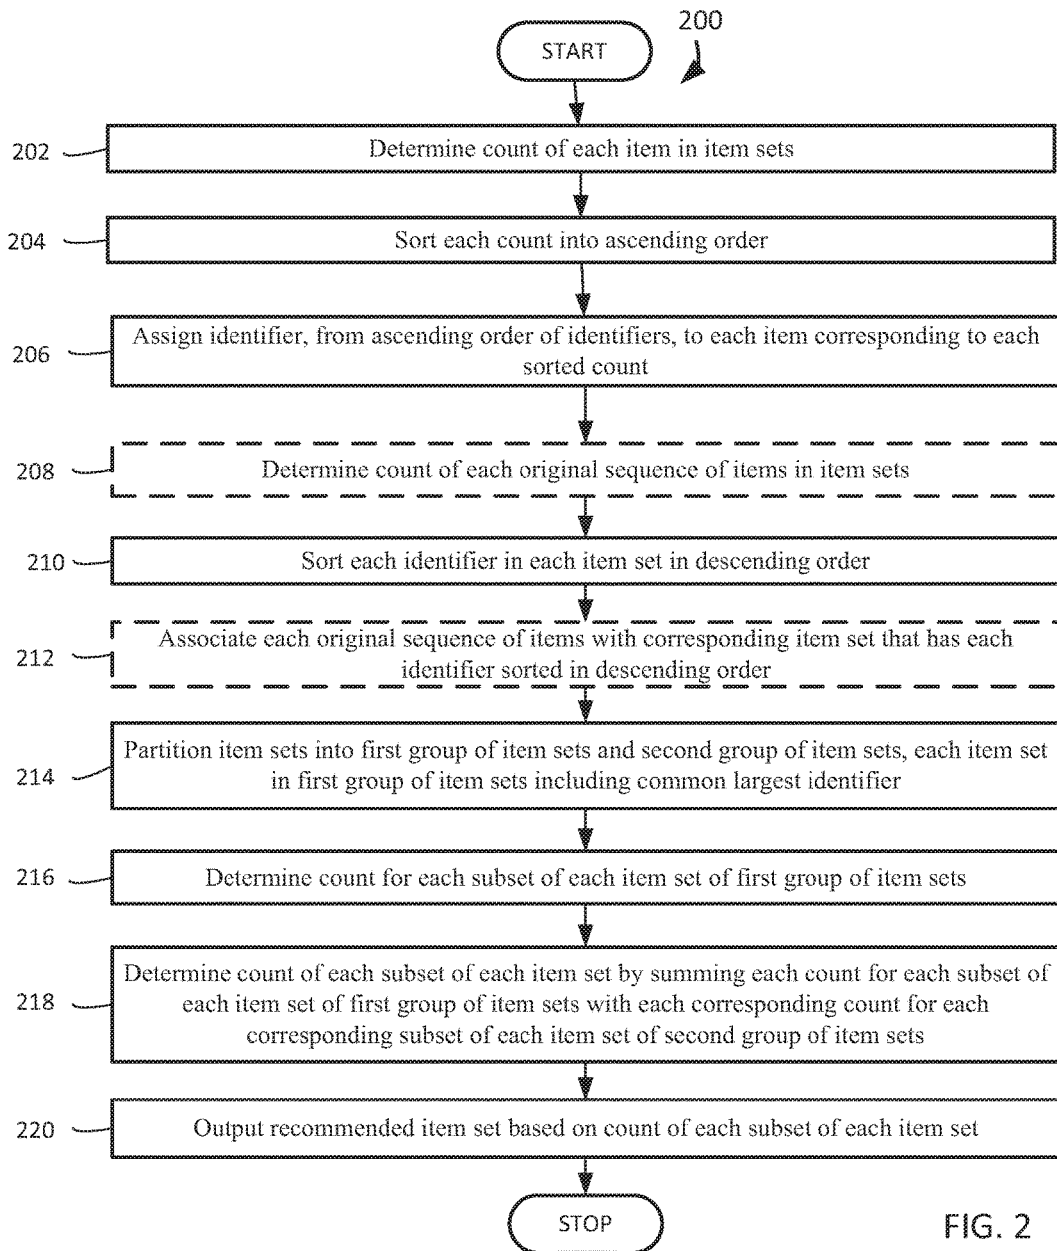 200
START
202
Determine count of each item in item sets
204
Sort each count into ascending order
206
Assign identifier, from ascending order of identifiers, to each item corresponding to each
sorted count
208
Determine count of each original sequence of items in item sets
210
Sort each identifier in each item set in descending order
212
Associate each original sequence of items with corresponding item set that has each
identifier sorted in descending order
214
Partition item sets into first group of item sets and second group of item sets, each item set
in first group of item sets including common largest identifier
216
Determine count for each subset of each item set of first group of item sets
218
Determine count of each subset of each item set by summing each count for each subset of
each item set of first group of item sets with each corresponding count for each
corresponding subset of each item set of second group of item sets
220
Output recommended item set based on count of each subset of each item set
STOP
FIG. 2